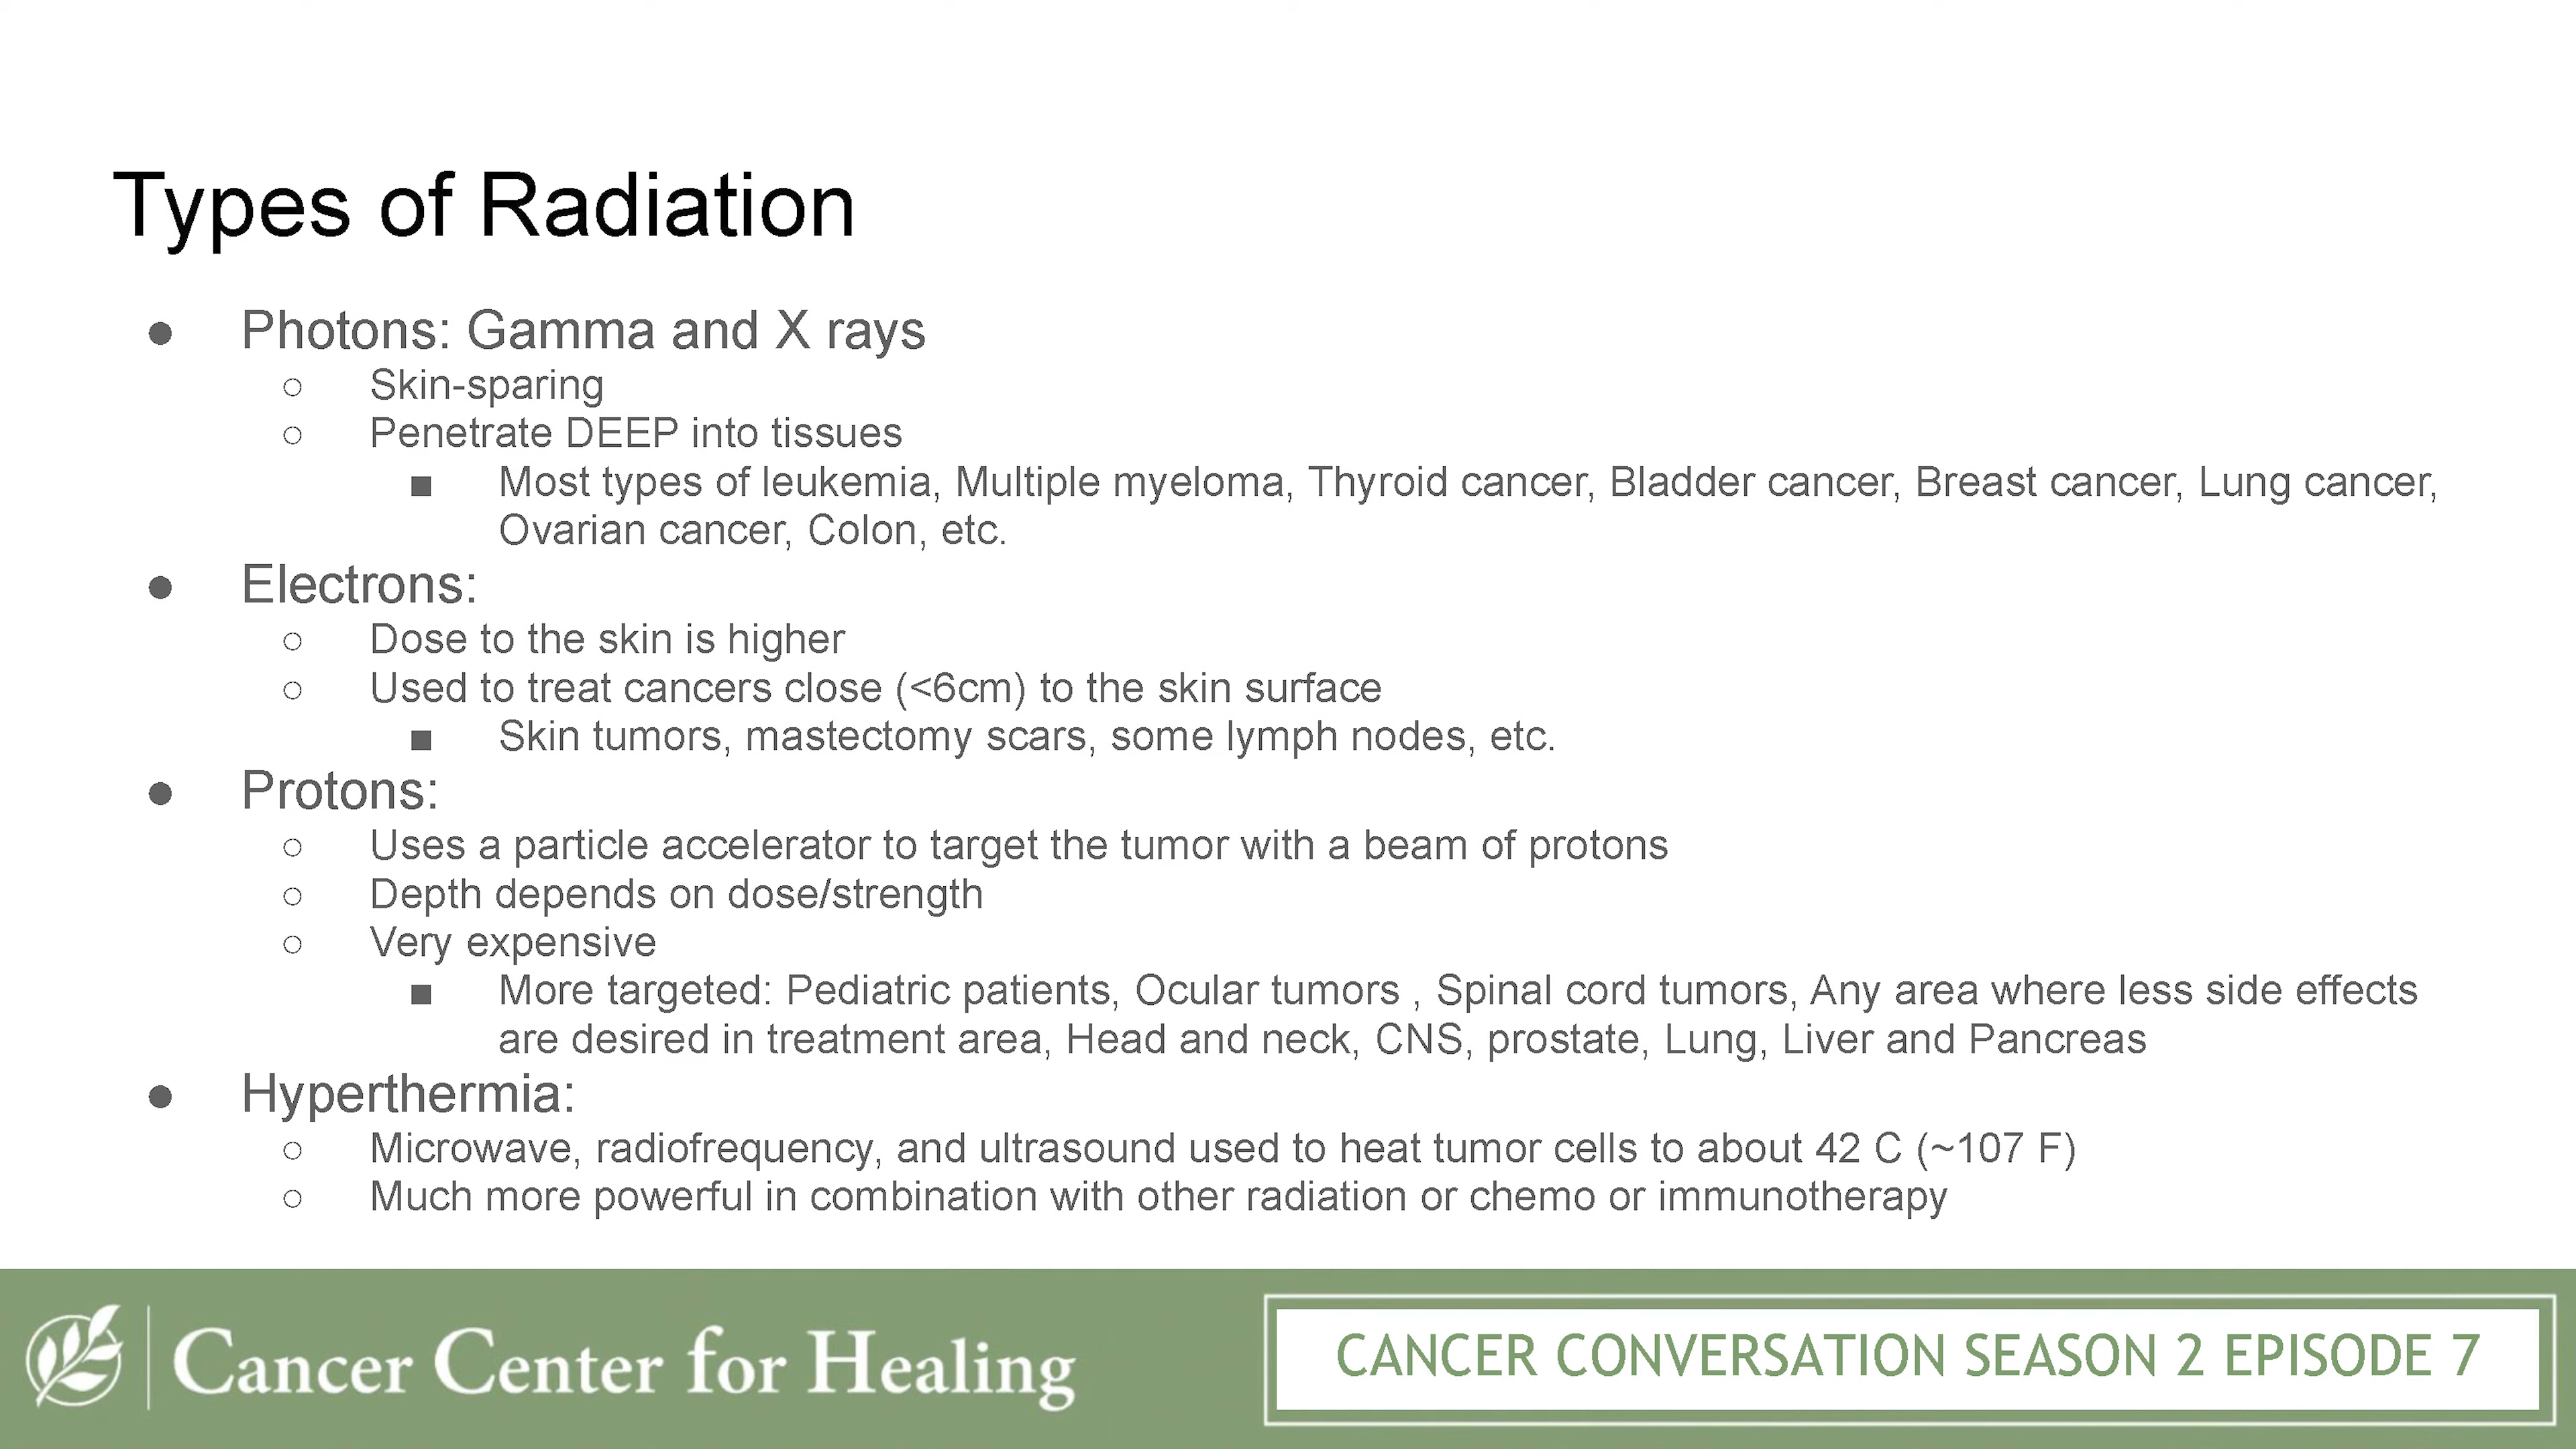 Types of Radiation
● Photons: Gamma and X rays
○ Skin-sparing
○ Penetrate DEEP into tissues
■ Most types of leukemia, Multiple myeloma, Thyroid cancer, Bladder cancer, Breast cancer, Lung cancer,
Ovarian cancer, Colon, etc.
● Electrons:
○ Dose to the skin is higher
○ Used to treat cancers close (<6cm) to the skin surface
■ Skin tumors, mastectomy scars, some lymph nodes, etc.
● Protons:
○ Uses a particle accelerator to target the tumor with a beam of protons
○ Depth depends on dose/strength
○ Very expensive
■ More targeted: Pediatric patients, Ocular tumors , Spinal cord tumors, Any area where less side effects
are desired in treatment area, Head and neck, CNS, prostate, Lung, Liver and Pancreas
● Hyperthermia:
○ Microwave, radiofrequency, and ultrasound used to heat tumor cells to about 42 C (~107 F)
○ Much more powerful in combination with other radiation or chemo or immunotherapy
Cancer Center for Healing
CANCER CONVERSATION SEASON 2 EPISODE 7